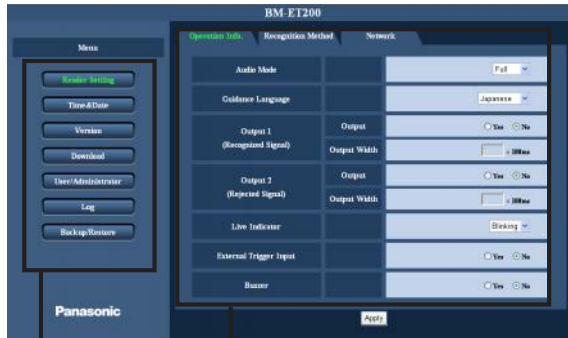 BM-ET200
Menu
Reader Setting
Time&Date
Version
Download
User/Administrator
Log
Backup/Restore
Panasonic
Operation Info. Recognition Method Network
Audio Mode Full
Guidance Language Japanese
Output 1
(Recognized Signal)
Output Yes No
Output Width × 100ms
Output 2
(Rejected Signal)
Output Yes No
Output Width × 100ms
Live Indicator Blinking
External Trigger Input Yes No
Buzzer Yes No
Apply